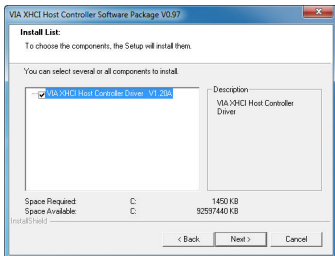 VIA XHCI Host Controller Software Package V0.97
Install List:
To choose the components, the Setup will install them.
You can select several or all components to install.
VIA XHCI Host Controller Driver V1.20A
Description
VIA XHCI Host Controller
Driver
Space Required: C: 1450 KB
Space Available: C: 92597440 KB
InstallShield
< Back Next > Cancel